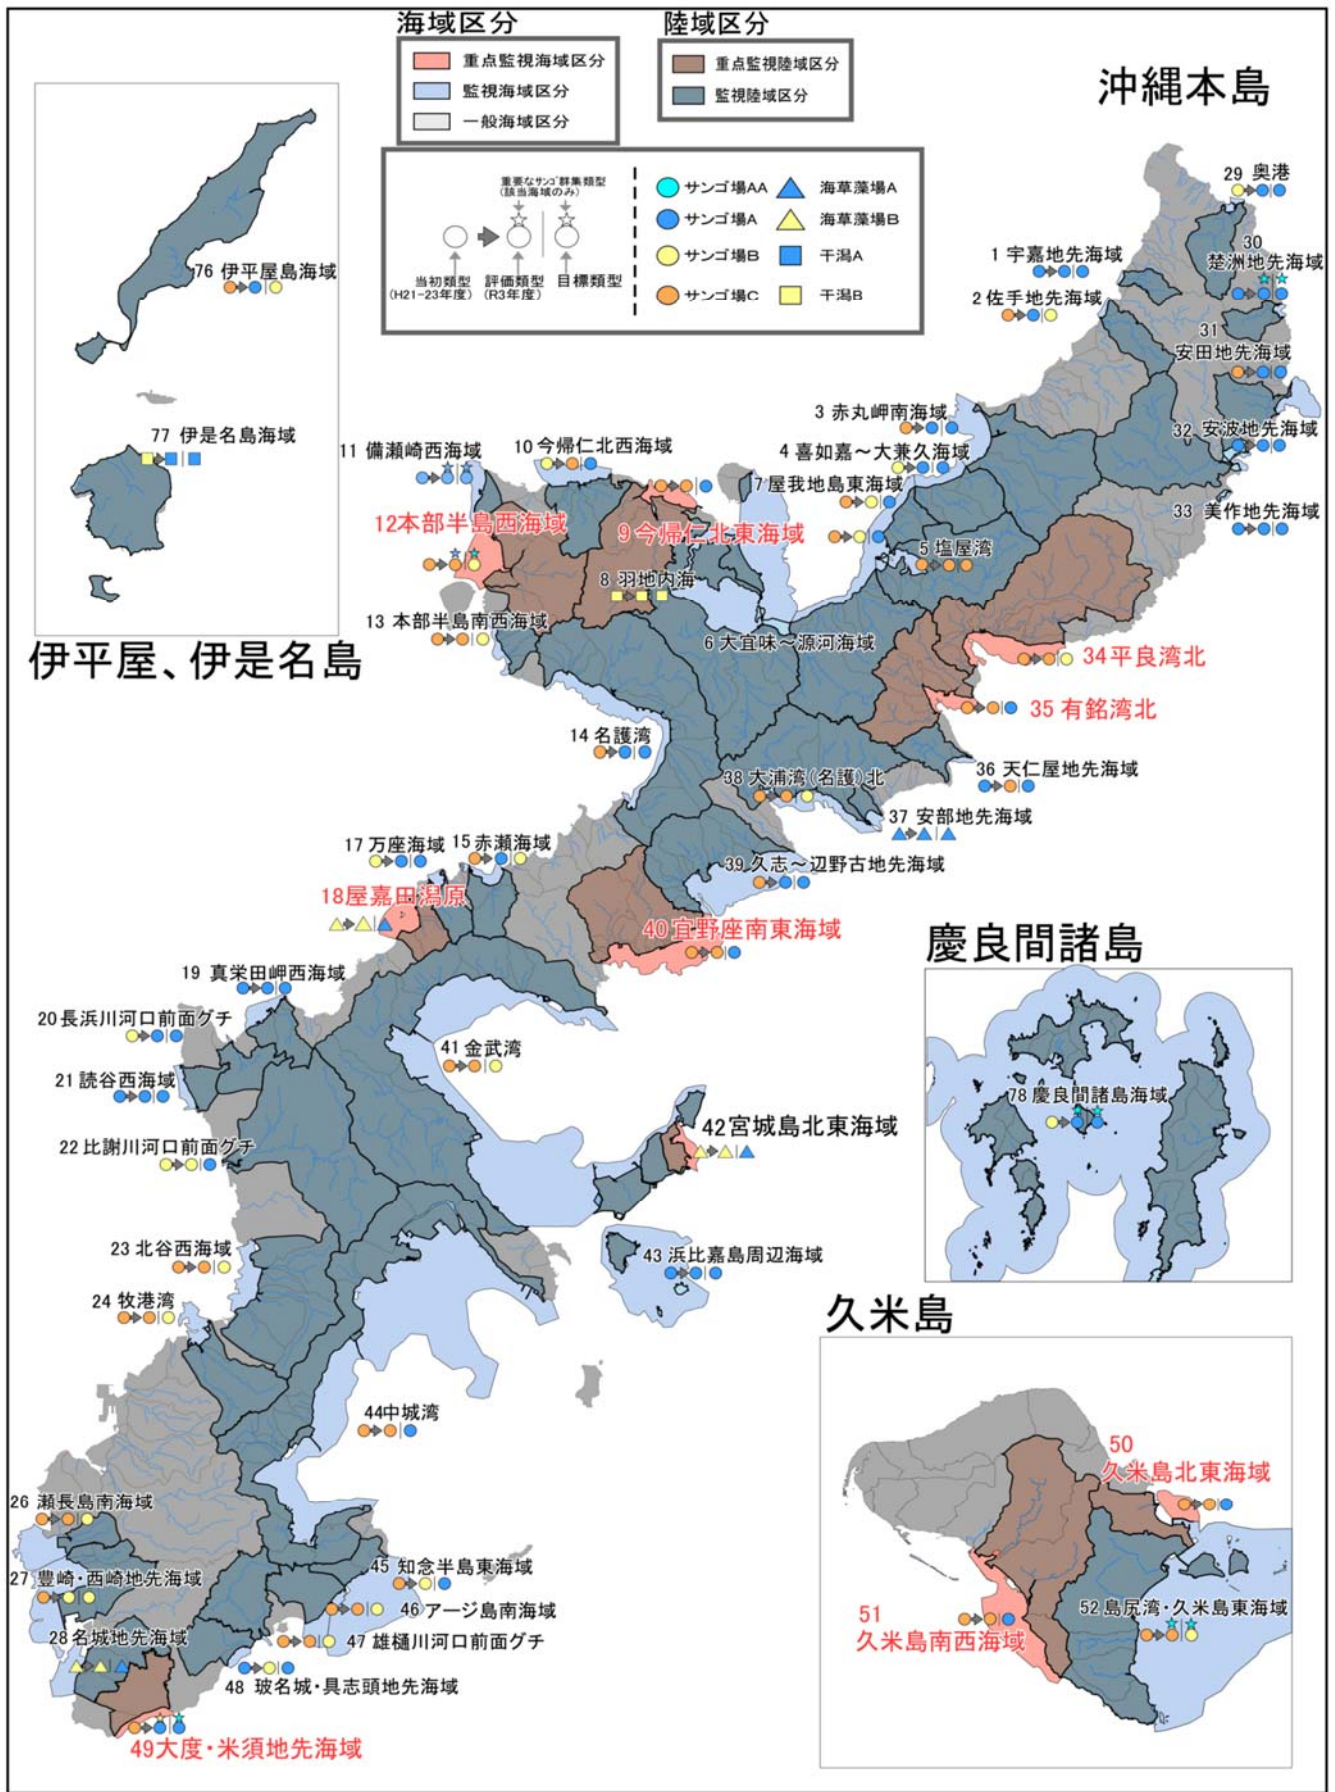 海域区分
重点監視海域区分
監視海域区分
一般海域区分
陸域区分
重点監視陸域区分
監視陸域区分
重要なサンゴ群集類型
(該当海域のみ)
当初類型
(H21-23年度)
評価類型
(R3年度)
目標類型
サンゴ場AA
サンゴ場A
サンゴ場B
サンゴ場C
海草藻場A
海草藻場B
干潟A
干潟B
沖縄本島
76 伊平屋島海域
77 伊是名島海域
伊平屋、伊是名島
29 奥港
30
楚洲地先海域
1 宇嘉地先海域
2 佐手地先海域
31
安田地先海域
3 赤丸岬南海域
32 安波地先海域
4 喜如嘉～大兼久海域
11 備瀬崎西海域
10 今帰仁北西海域
7 屋我地島東海域
33 美作地先海域
12本部半島西海域
9 今帰仁北東海域
5 塩屋湾
8 羽地内海
13 本部半島南西海域
6 大宜味～源河海域
34平良湾北
35 有銘湾北
14 名護湾
36 天仁屋地先海域
38 大浦湾(名護)北
37 安部地先海域
17 万座海域
15 赤瀬海域
39 久志～辺野古地先海域
18屋嘉田潟原
40 宜野座南東海域
19 真栄田岬西海域
20長浜川河口前面グチ
41 金武湾
21 読谷西海域
22 比謝川河口前面グチ
42宮城島北東海域
23 北谷西海域
43 浜比嘉島周辺海域
24 牧港湾
44中城湾
26 瀬長島南海域
45 知念半島東海域
27 豊崎・西崎地先海域
46 アージ島南海域
28名城地先海域
47 雄樋川河口前面グチ
48 玻名城・具志頭地先海域
49大度・米須地先海域
慶良間諸島
78 慶良間諸島海域
久米島
50
久米島北東海域
51
久米島南西海域
52 島尻湾・久米島東海域